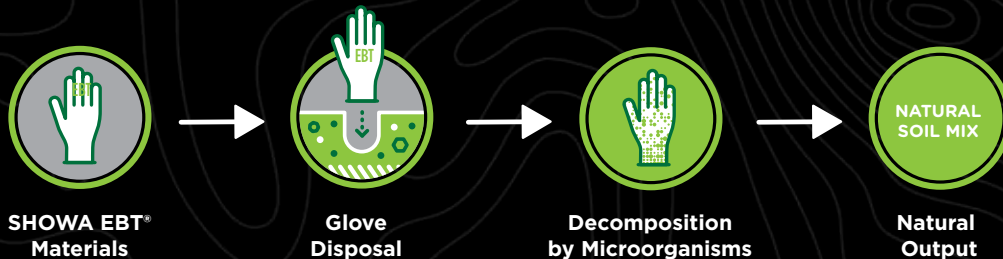 EBT
EBT
NATURAL
SOIL MIX
SHOWA EBT®
Materials
Glove
Disposal
Decomposition
by Microorganisms
Natural
Output